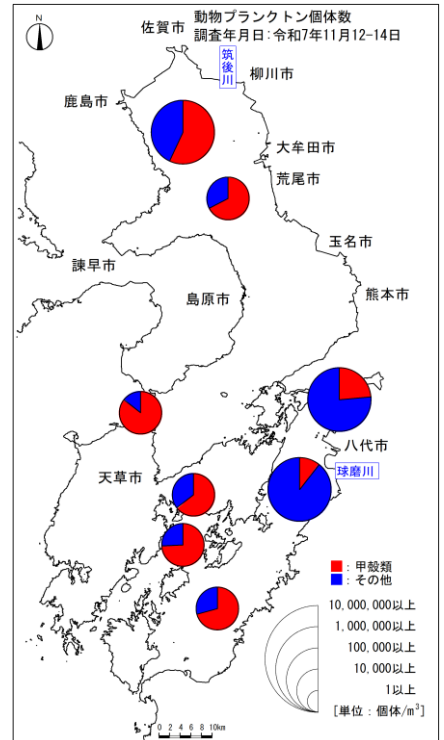 動物プランクトン個体数
調査年月日:令和7年11月12-14日
N
佐賀市
筑後川
柳川市
鹿島市
大牟田市
荒尾市
玉名市
諫早市
島原市
熊本市
八代市
天草市
球磨川
:甲殻類
:その他
10,000,000以上
1,000,000以上
100,000以上
10,000以上
1以上
[単位:個体/m³]
0 2 4 6 8 10km